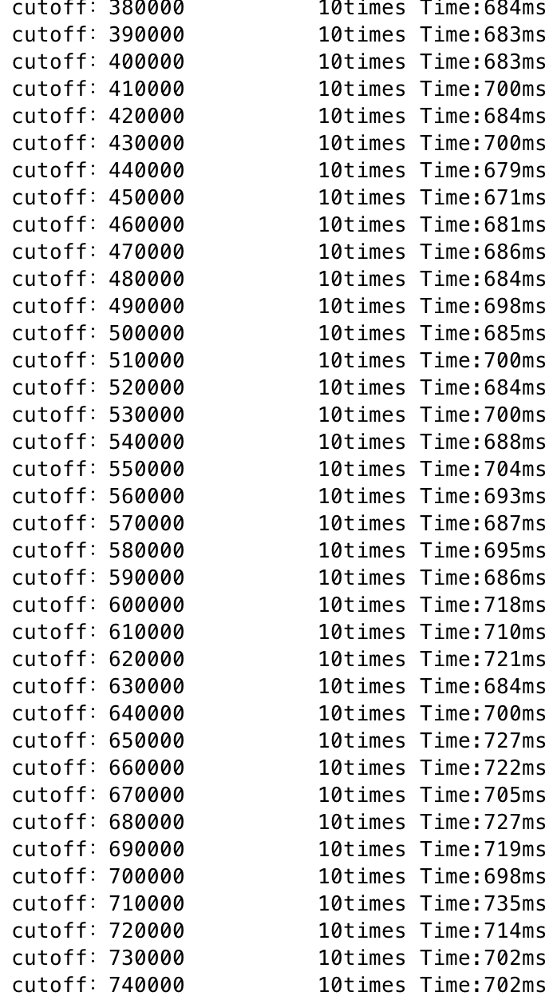 cutoff: 380000 10times Time:684ms
cutoff: 390000 10times Time:683ms
cutoff: 400000 10times Time:683ms
cutoff: 410000 10times Time:700ms
cutoff: 420000 10times Time:684ms
cutoff: 430000 10times Time:700ms
cutoff: 440000 10times Time:679ms
cutoff: 450000 10times Time:671ms
cutoff: 460000 10times Time:681ms
cutoff: 470000 10times Time:686ms
cutoff: 480000 10times Time:684ms
cutoff: 490000 10times Time:698ms
cutoff: 500000 10times Time:685ms
cutoff: 510000 10times Time:700ms
cutoff: 520000 10times Time:684ms
cutoff: 530000 10times Time:700ms
cutoff: 540000 10times Time:688ms
cutoff: 550000 10times Time:704ms
cutoff: 560000 10times Time:693ms
cutoff: 570000 10times Time:687ms
cutoff: 580000 10times Time:695ms
cutoff: 590000 10times Time:686ms
cutoff: 600000 10times Time:718ms
cutoff: 610000 10times Time:710ms
cutoff: 620000 10times Time:721ms
cutoff: 630000 10times Time:684ms
cutoff: 640000 10times Time:700ms
cutoff: 650000 10times Time:727ms
cutoff: 660000 10times Time:722ms
cutoff: 670000 10times Time:705ms
cutoff: 680000 10times Time:727ms
cutoff: 690000 10times Time:719ms
cutoff: 700000 10times Time:698ms
cutoff: 710000 10times Time:735ms
cutoff: 720000 10times Time:714ms
cutoff: 730000 10times Time:702ms
cutoff: 740000 10times Time:702ms